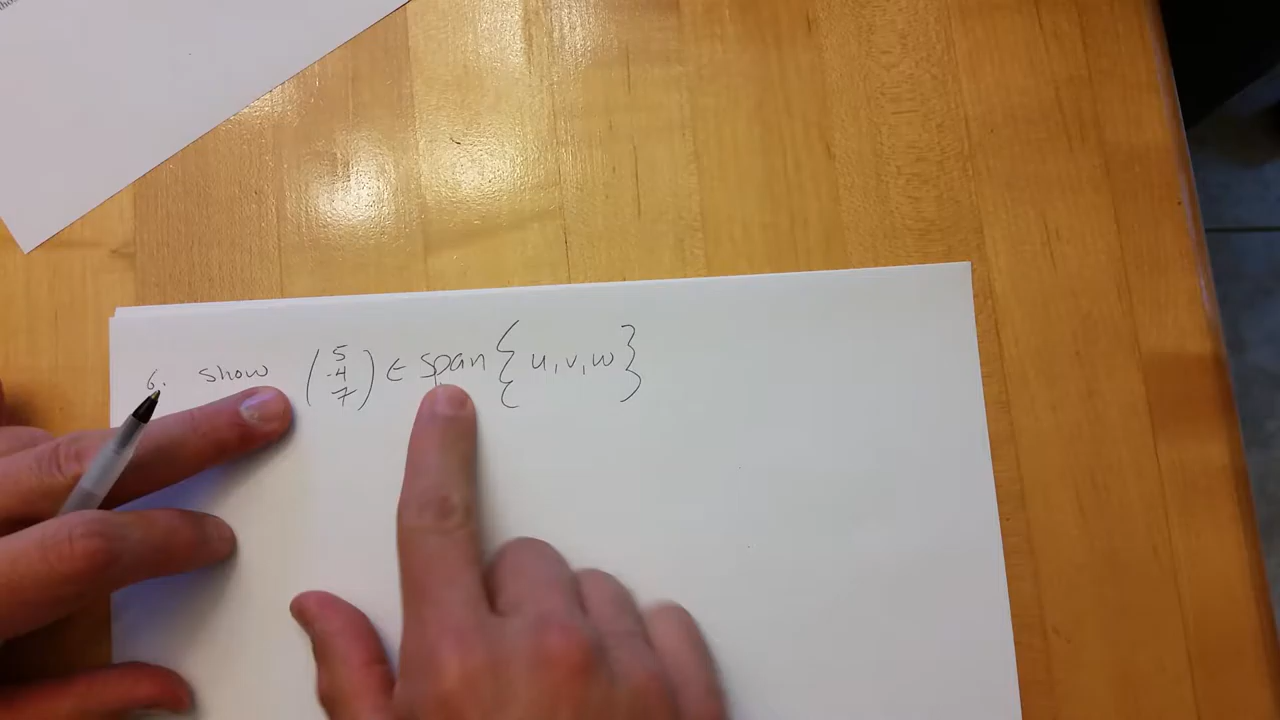 6. show (5 -4 7) ∈ span { u, v, w }